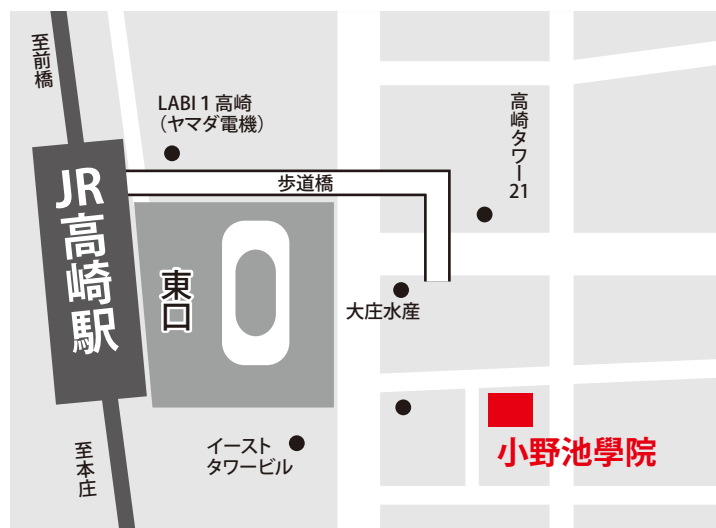 至前橋
LABI 1 高崎
（ヤマダ電機）
高崎タワー21
歩道橋
JR高崎駅
東口
大庄水産
イースト
タワービル
小野池學院
至本庄